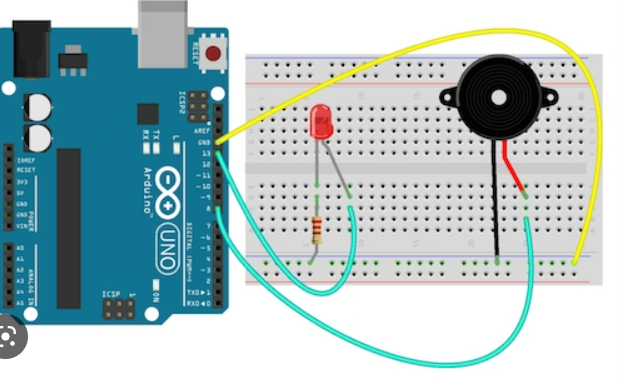 RESET
ICSP2
AREF
GND
13
12
~11
~10
~9
8
7
~6
~5
4
~3
2
TXD▶1
RXD◀0
RX
TX
L
Arduino
UNO
DIGITAL (PWM~)
IOREF
RESET
3V3
5V
GND
GND
VIN
POWER
A0
A1
A2
A3
A4
A5
ANALOG IN
ICSP
ON